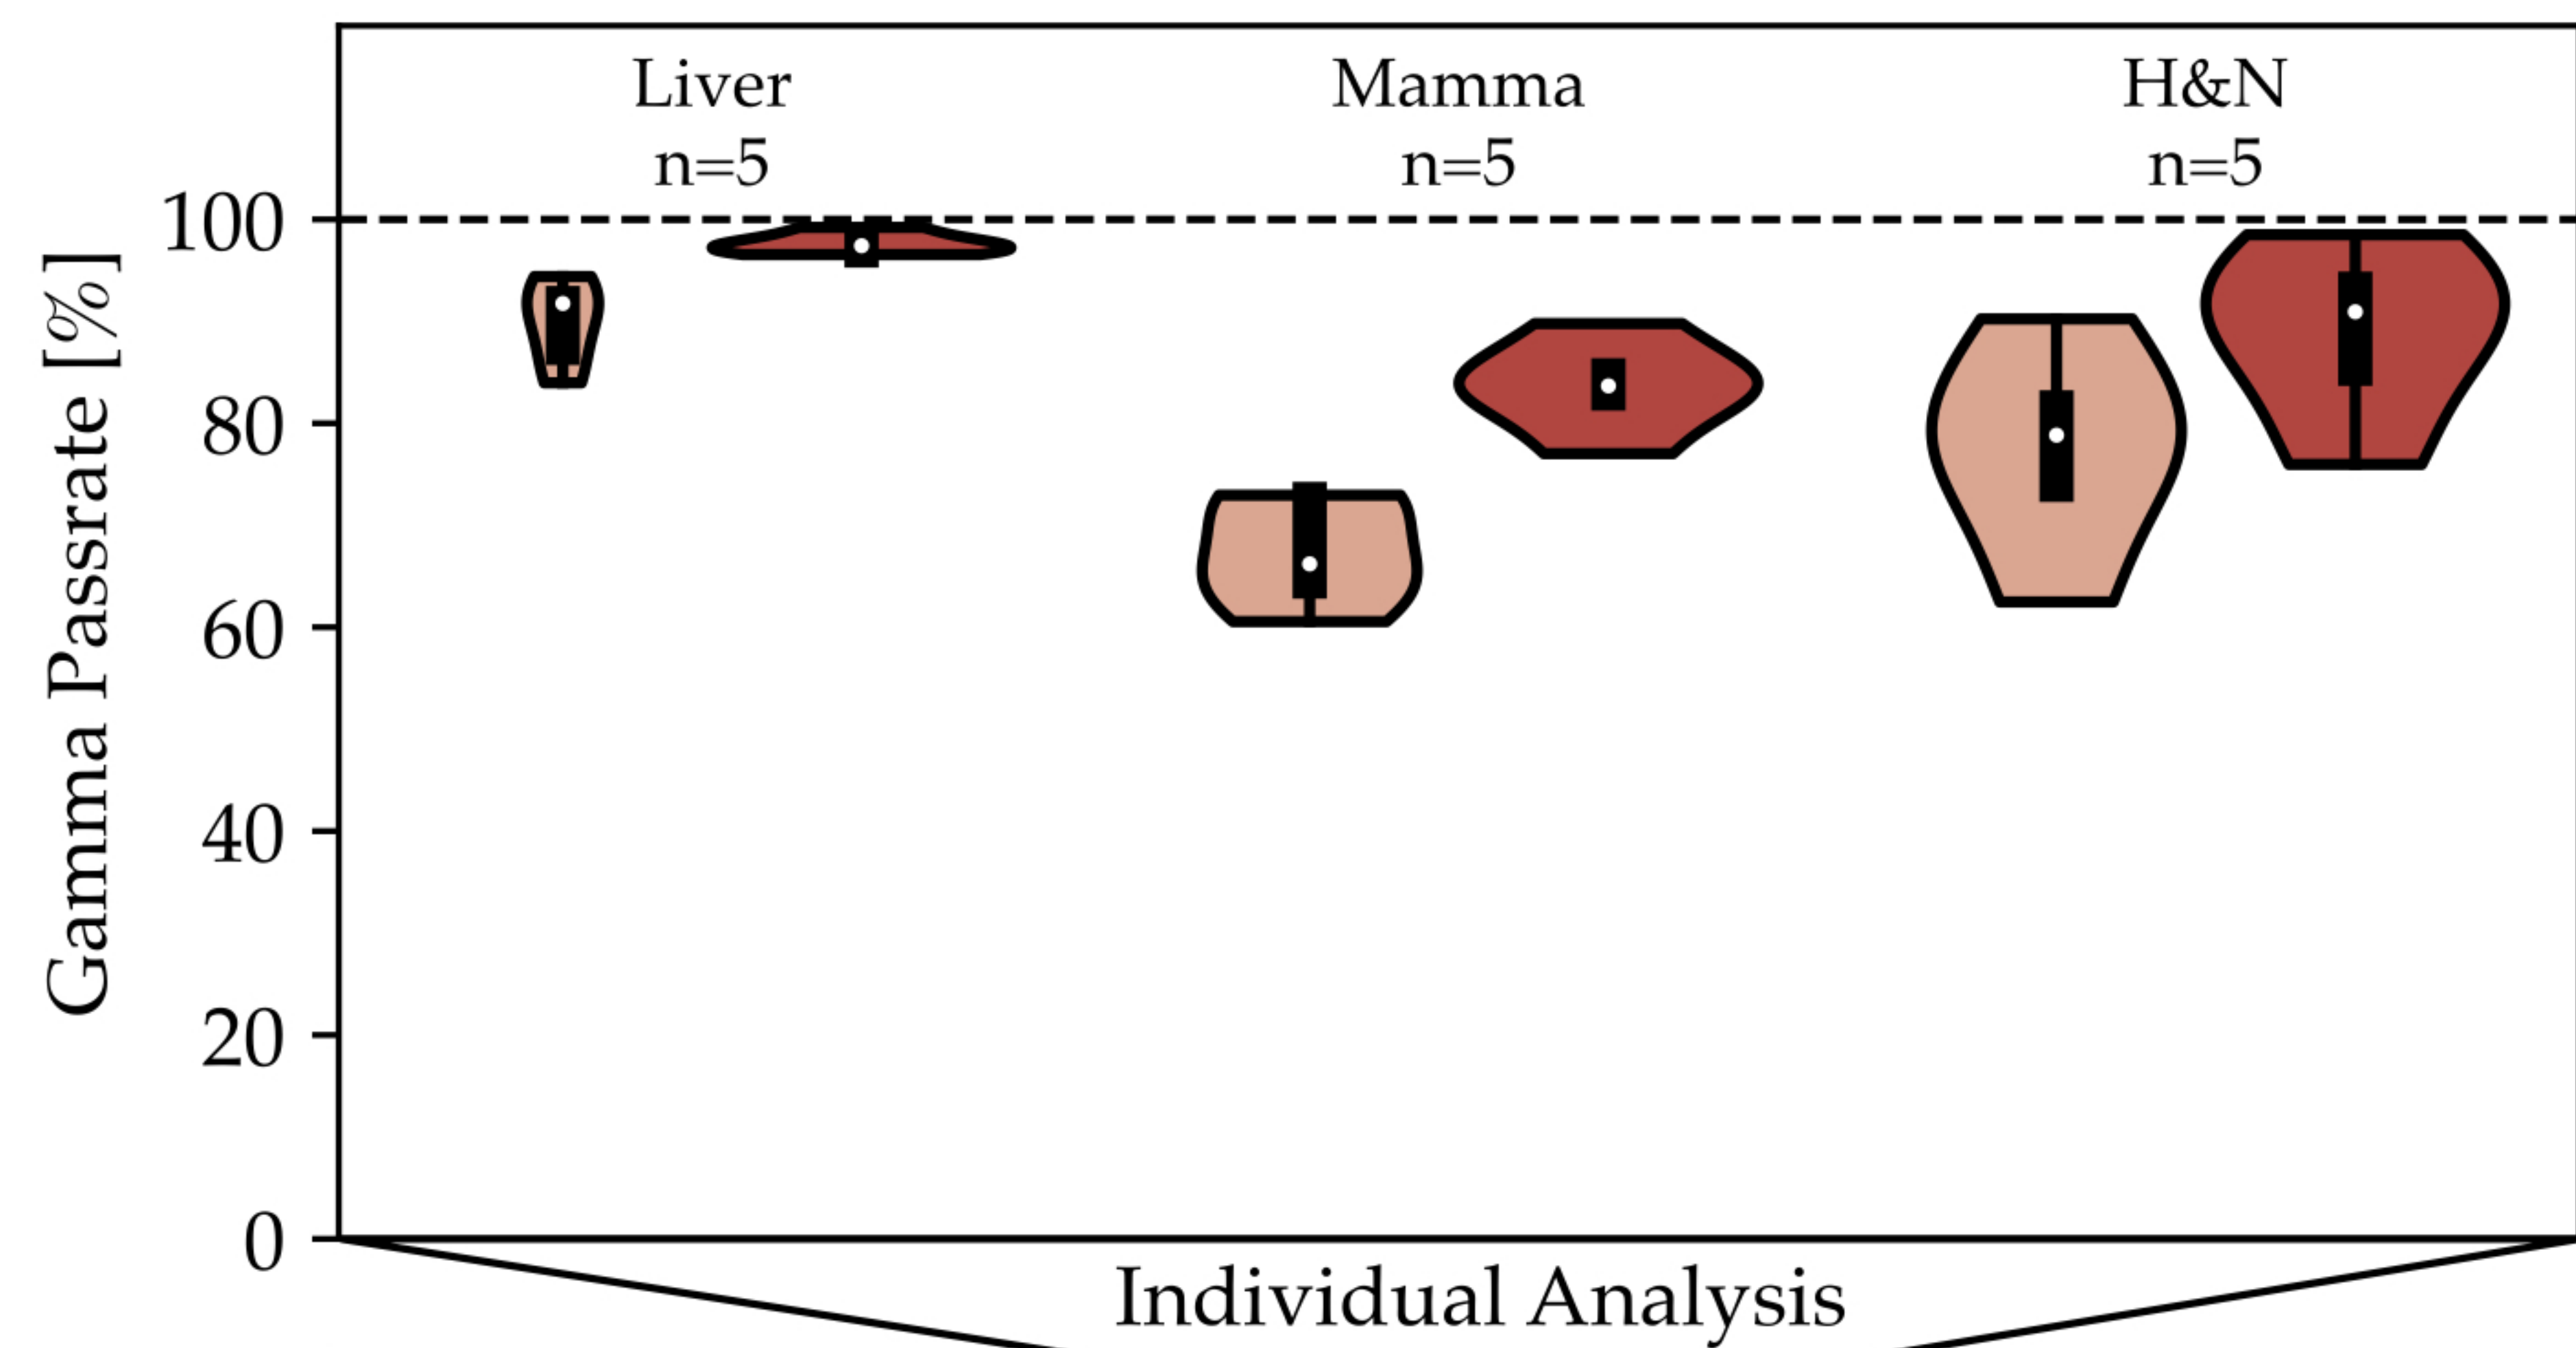 Liver
n=5
Mamma
n=5
H&N
n=5
Gamma Passrate [%]
100
80
60
40
20
0
Individual Analysis